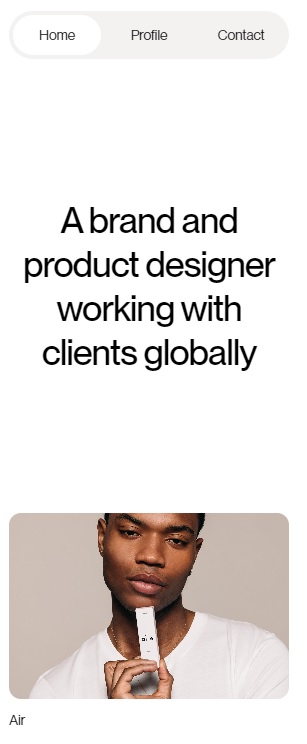 Home
Profile
Contact
A brand and
product designer
working with
clients globally
Air